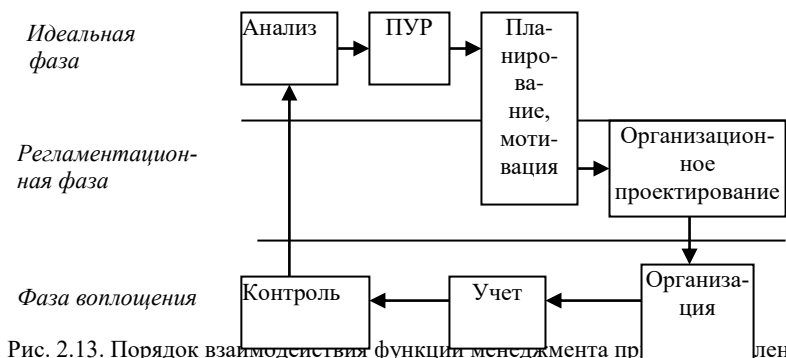 Идеальная
фаза
Анализ
ПУР
Пла-
ниро-
ва-
ние,
моти-
вация
Регламентацион-
ная фаза
Организацион-
ное
проектирование
Фаза воплощения
Контроль
Учет
Организа-
ция
Рис. 2.13. Порядок взаимодействия функций менеджмента